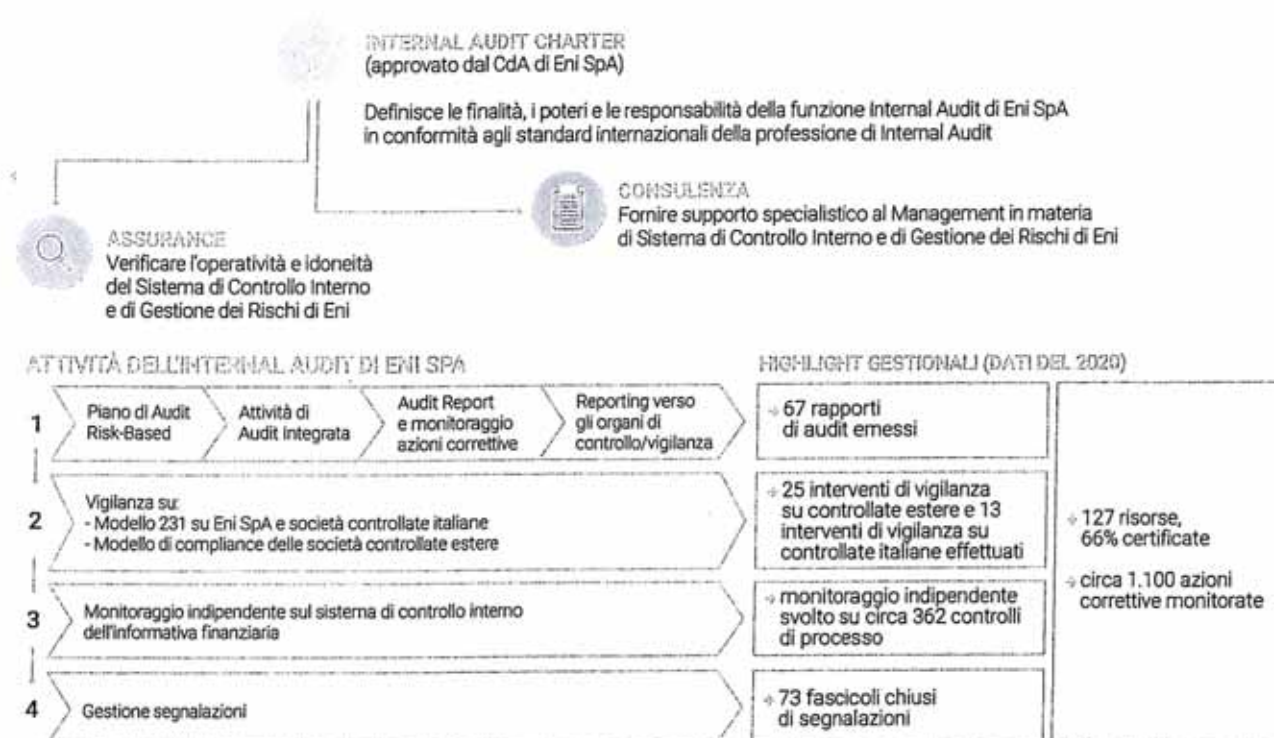 INTERNAL AUDIT CHARTER
(approvato dal CdA di Eni SpA)
Definisce le finalità, i poteri e le responsabilità della funzione Internal Audit di Eni SpA
in conformità agli standard internazionali della professione di Internal Audit
CONSULENZA
Fornire supporto specialistico al Management in materia
di Sistema di Controllo Interno e di Gestione dei Rischi di Eni
ASSURANCE
Verificare l'operatività e idoneità
del Sistema di Controllo Interno
e di Gestione dei Rischi di Eni
ATTIVITÀ DELL'INTERNAL AUDIT DI ENI SPA
1
Piano di Audit
Risk-Based
Attività di
Audit Integrata
Audit Report
e monitoraggio
azioni correttive
Reporting verso
gli organi di
controllo/vigilanza
2
Vigilanza su:
- Modello 231 su Eni SpA e società controllate italiane
- Modello di compliance delle società controllate estere
3
Monitoraggio indipendente sul sistema di controllo interno
dell'informativa finanziaria
4
Gestione segnalazioni
HIGHLIGHT GESTIONALI (DATI DEL 2020)
67 rapporti
di audit emessi
25 interventi di vigilanza
su controllate estere e 13
interventi di vigilanza su
controllate italiane effettuati
monitoraggio indipendente
svolto su circa 362 controlli
di processo
73 fascicoli chiusi
di segnalazioni
127 risorse,
66% certificate
circa 1.100 azioni
correttive monitorate